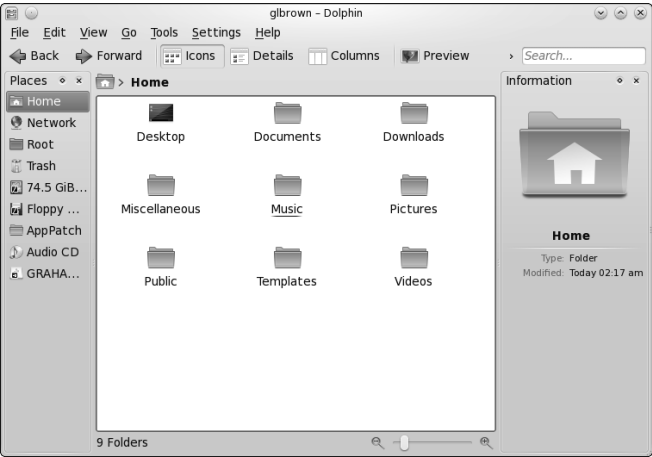 glbrown – Dolphin
File Edit View Go Tools Settings Help
Back Forward Icons Details Columns Preview Search...
Places
Home
Network
Root
Trash
74.5 GiB...
Floppy ...
AppPatch
Audio CD
GRAHA...
> Home
Desktop Documents Downloads
Miscellaneous Music Pictures
Public Templates Videos
9 Folders
Information
Home
Type: Folder
Modified: Today 02:17 am